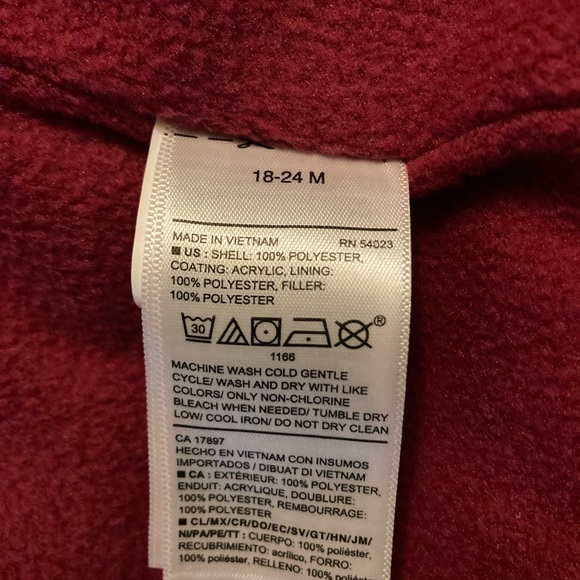 18-24 M
MADE IN VIETNAM RN 54023
US : SHELL: 100% POLYESTER,
COATING: ACRYLIC, LINING:
100% POLYESTER, FILLER:
100% POLYESTER
30 ®
1166
MACHINE WASH COLD GENTLE
CYCLE/ WASH AND DRY WITH LIKE
COLORS/ ONLY NON-CHLORINE
BLEACH WHEN NEEDED/ TUMBLE DRY
LOW/ COOL IRON/ DO NOT DRY CLEAN
CA 17897
HECHO EN VIETNAM CON INSUMOS
IMPORTADOS / DIBUAT DI VIETNAM
CA : EXTÉRIEUR: 100% POLYESTER,
ENDUIT: ACRYLIQUE, DOUBLURE:
100% POLYESTER, REMBOURRAGE:
100% POLYESTER
CL/MX/CR/DO/EC/SV/GT/HN/JM/
NI/PA/PE/TT : CUERPO: 100% poliéster,
RECUBRIMIENTO: acrílico, FORRO:
100% poliéster, RELLENO: 100% poliéster